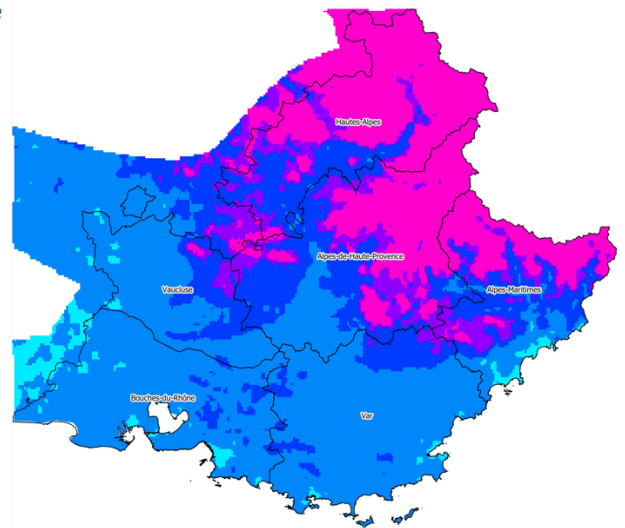 Hautes-Alpes
Alpes-de-Haute-Provence
Vaucluse
Alpes-Maritimes
Bouches-du-Rhône
Var